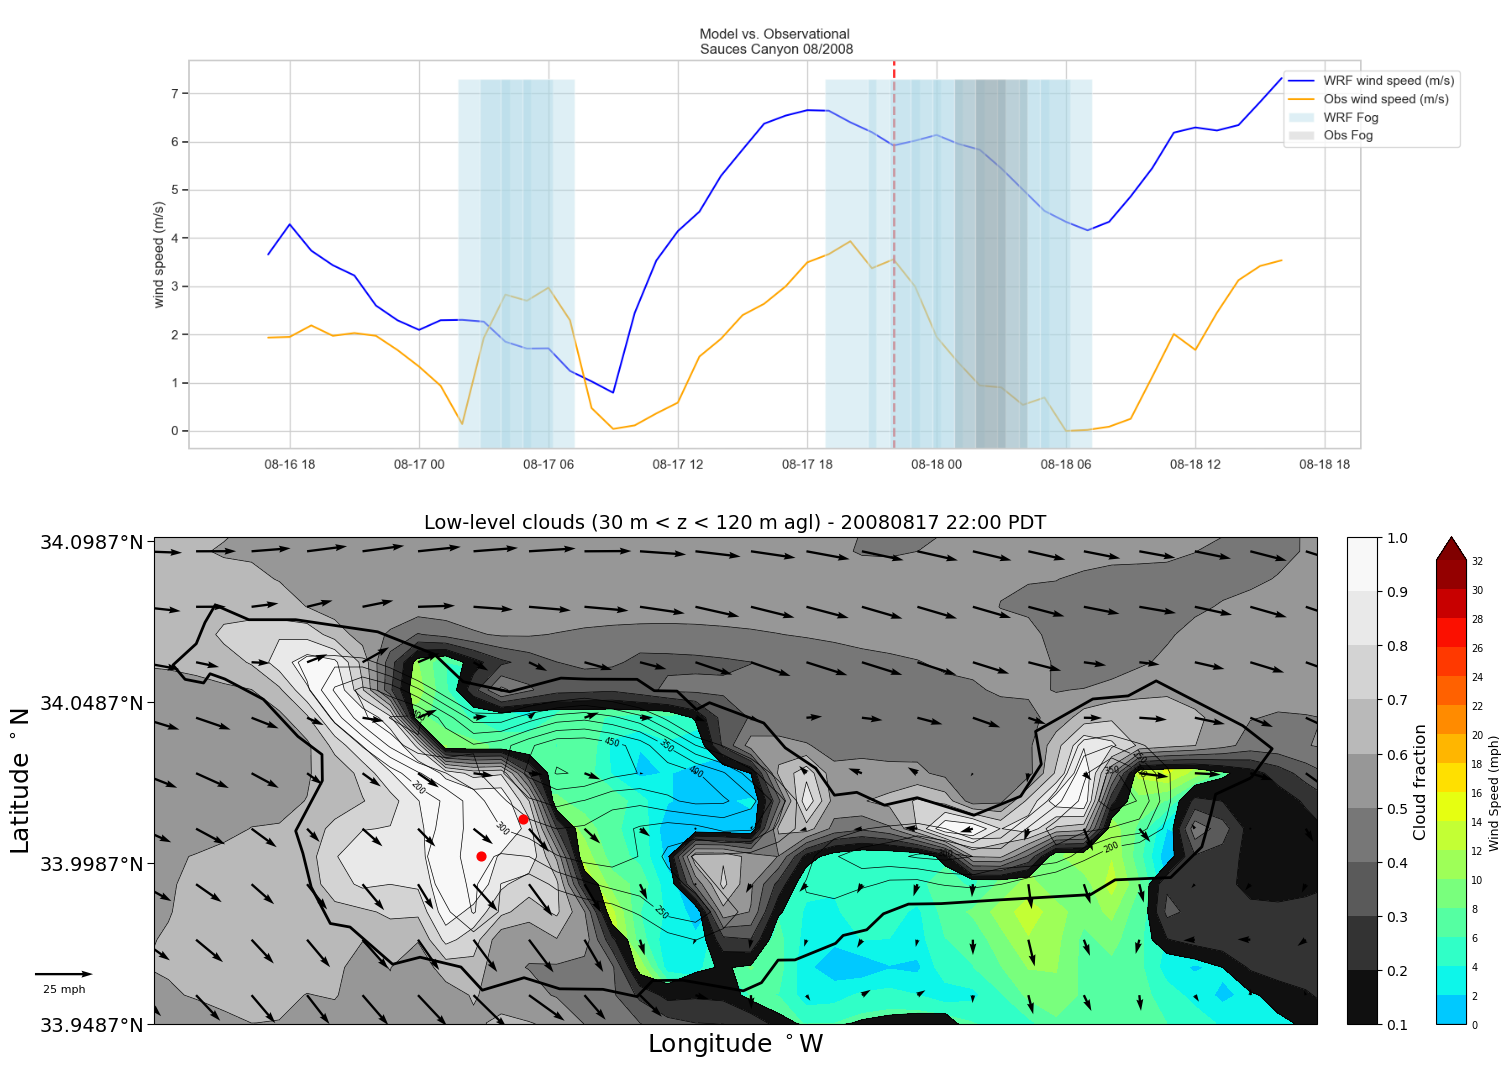 Model vs. Observational
Sauces Canyon 08/2008
WRF wind speed (m/s)
Obs wind speed (m/s)
WRF Fog
Obs Fog
wind speed (m/s)
7
6
5
4
3
2
1
0
08-16 18 08-17 00 08-17 06 08-17 12 08-17 18 08-18 00 08-18 06 08-18 12 08-18 18
Low-level clouds (30 m < z < 120 m agl) - 20080817 22:00 PDT
34.0987°N
34.0487°N
33.9987°N
33.9487°N
Latitude °N
Longitude °W
25 mph
450
350
400
200
300
250
350
200
1.0
0.9
0.8
0.7
0.6
0.5
0.4
0.3
0.2
0.1
Cloud fraction
32
30
28
26
24
22
20
18
16
14
12
10
8
6
4
2
0
Wind Speed (mph)